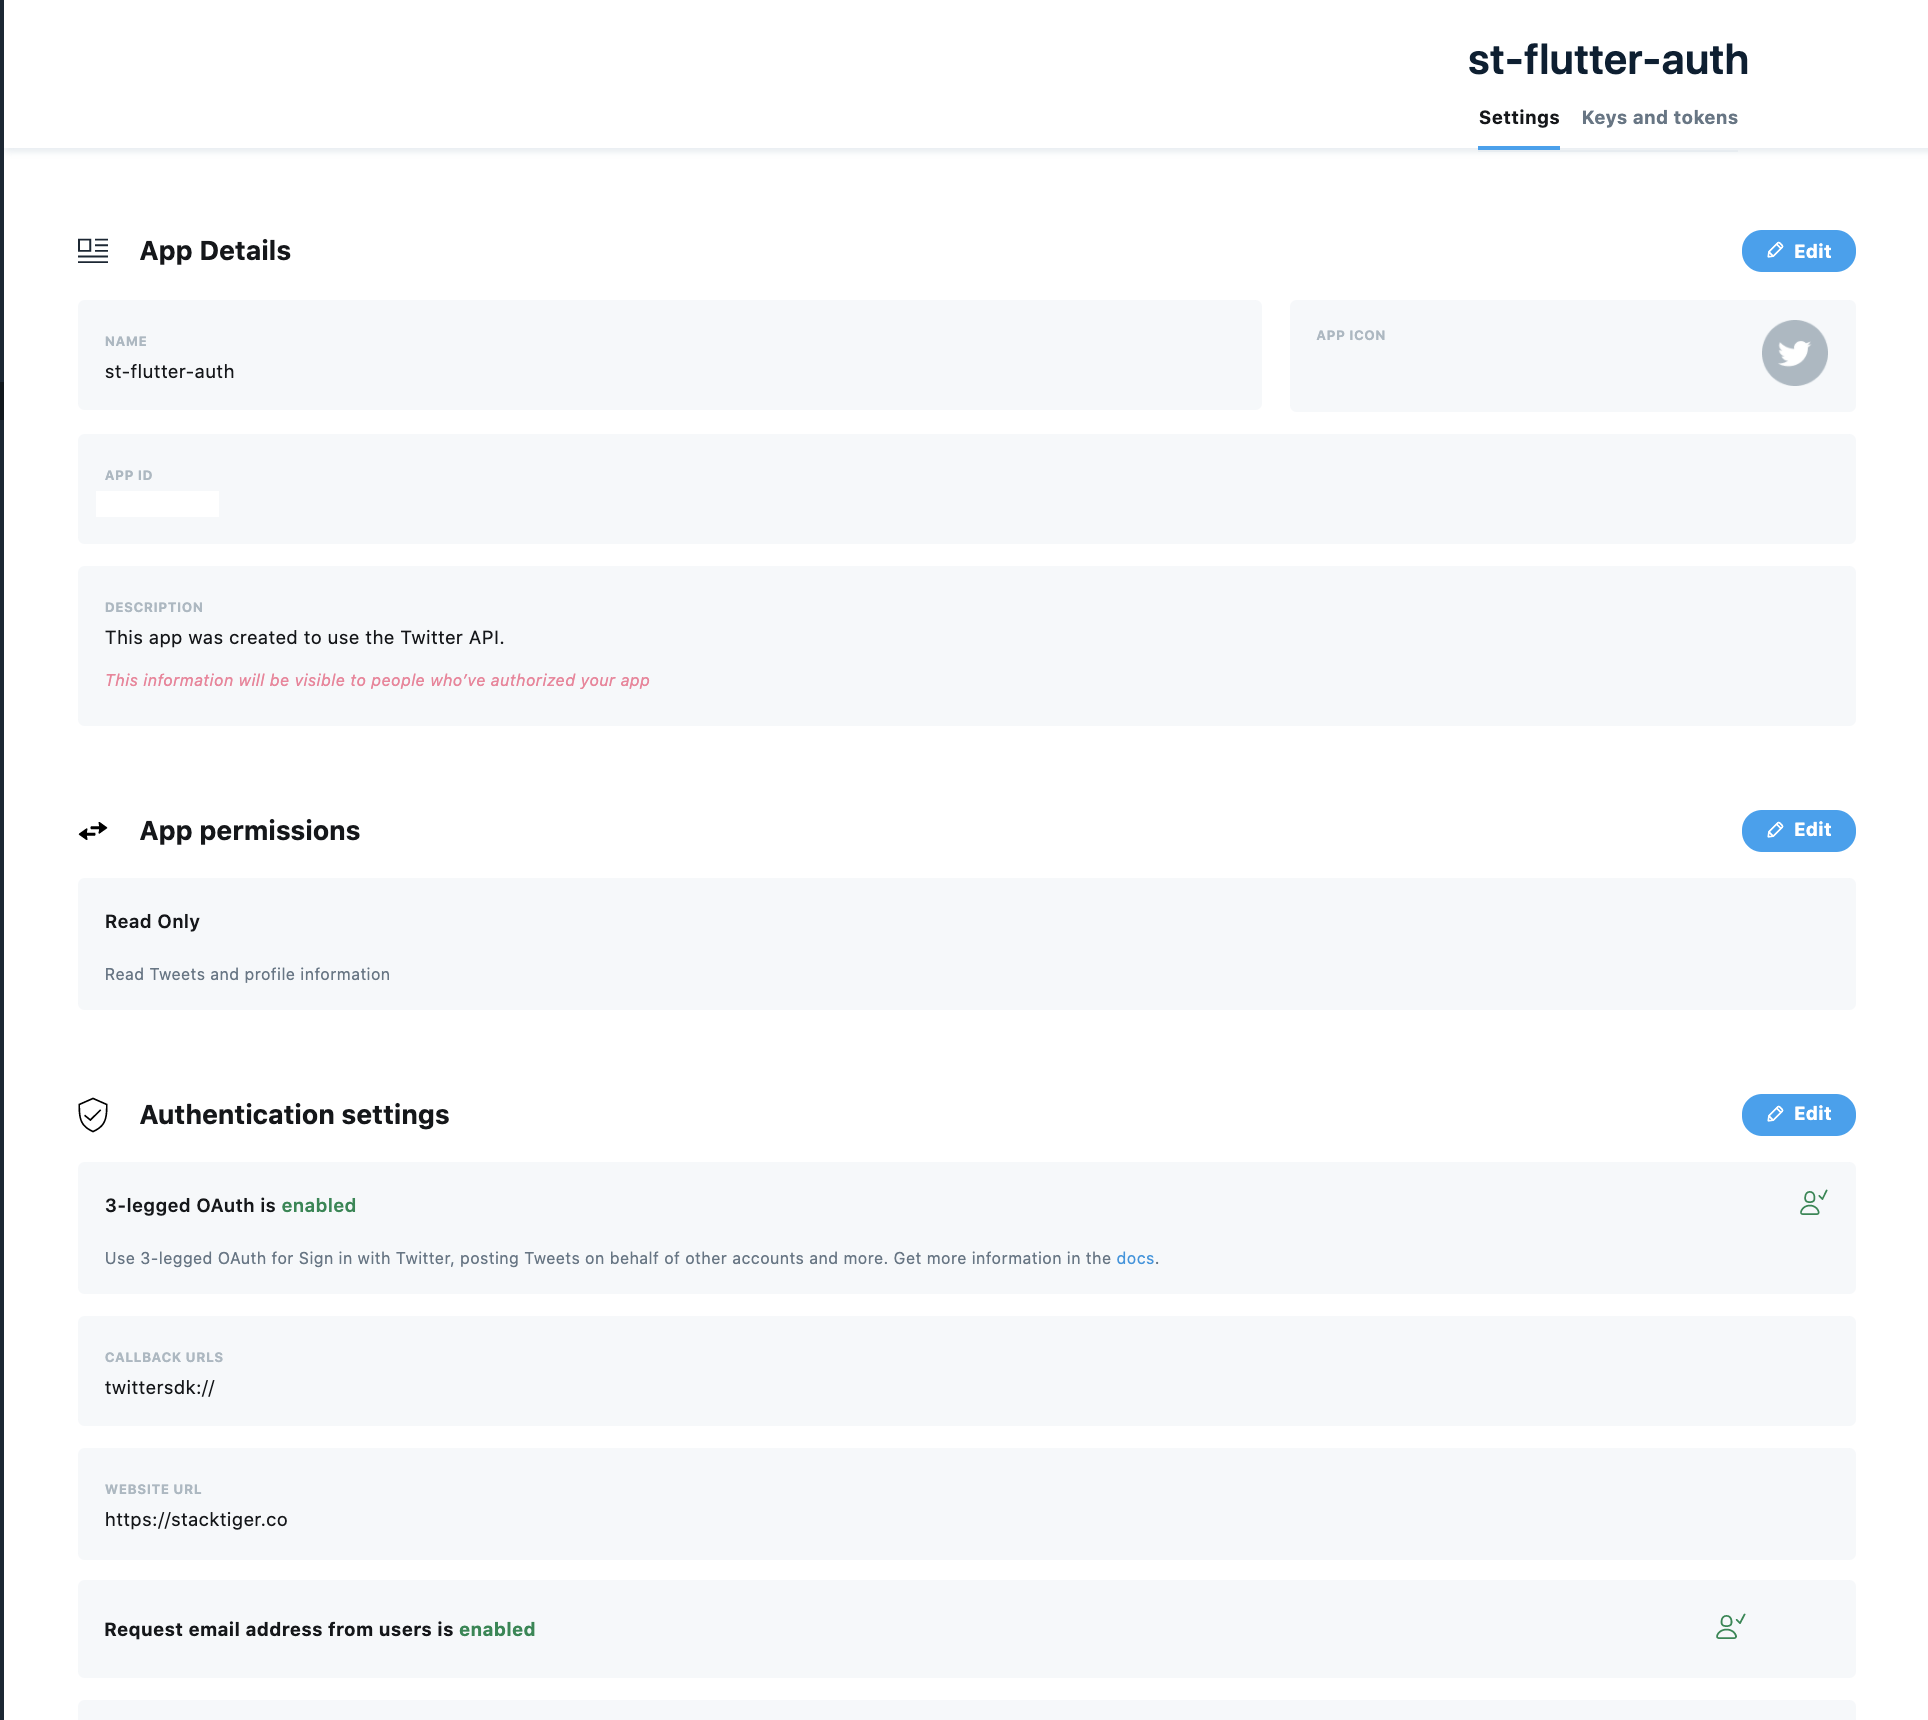 st-flutter-auth
Settings Keys and tokens
App Details
Edit
NAME
st-flutter-auth
APP ICON
APP ID
DESCRIPTION
This app was created to use the Twitter API.
This information will be visible to people who’ve authorized your app
App permissions
Edit
Read Only
Read Tweets and profile information
Authentication settings
Edit
3-legged OAuth is enabled
Use 3-legged OAuth for Sign in with Twitter, posting Tweets on behalf of other accounts and more. Get more information in the docs.
CALLBACK URLS
twittersdk://
WEBSITE URL
https://stacktiger.co
Request email address from users is enabled